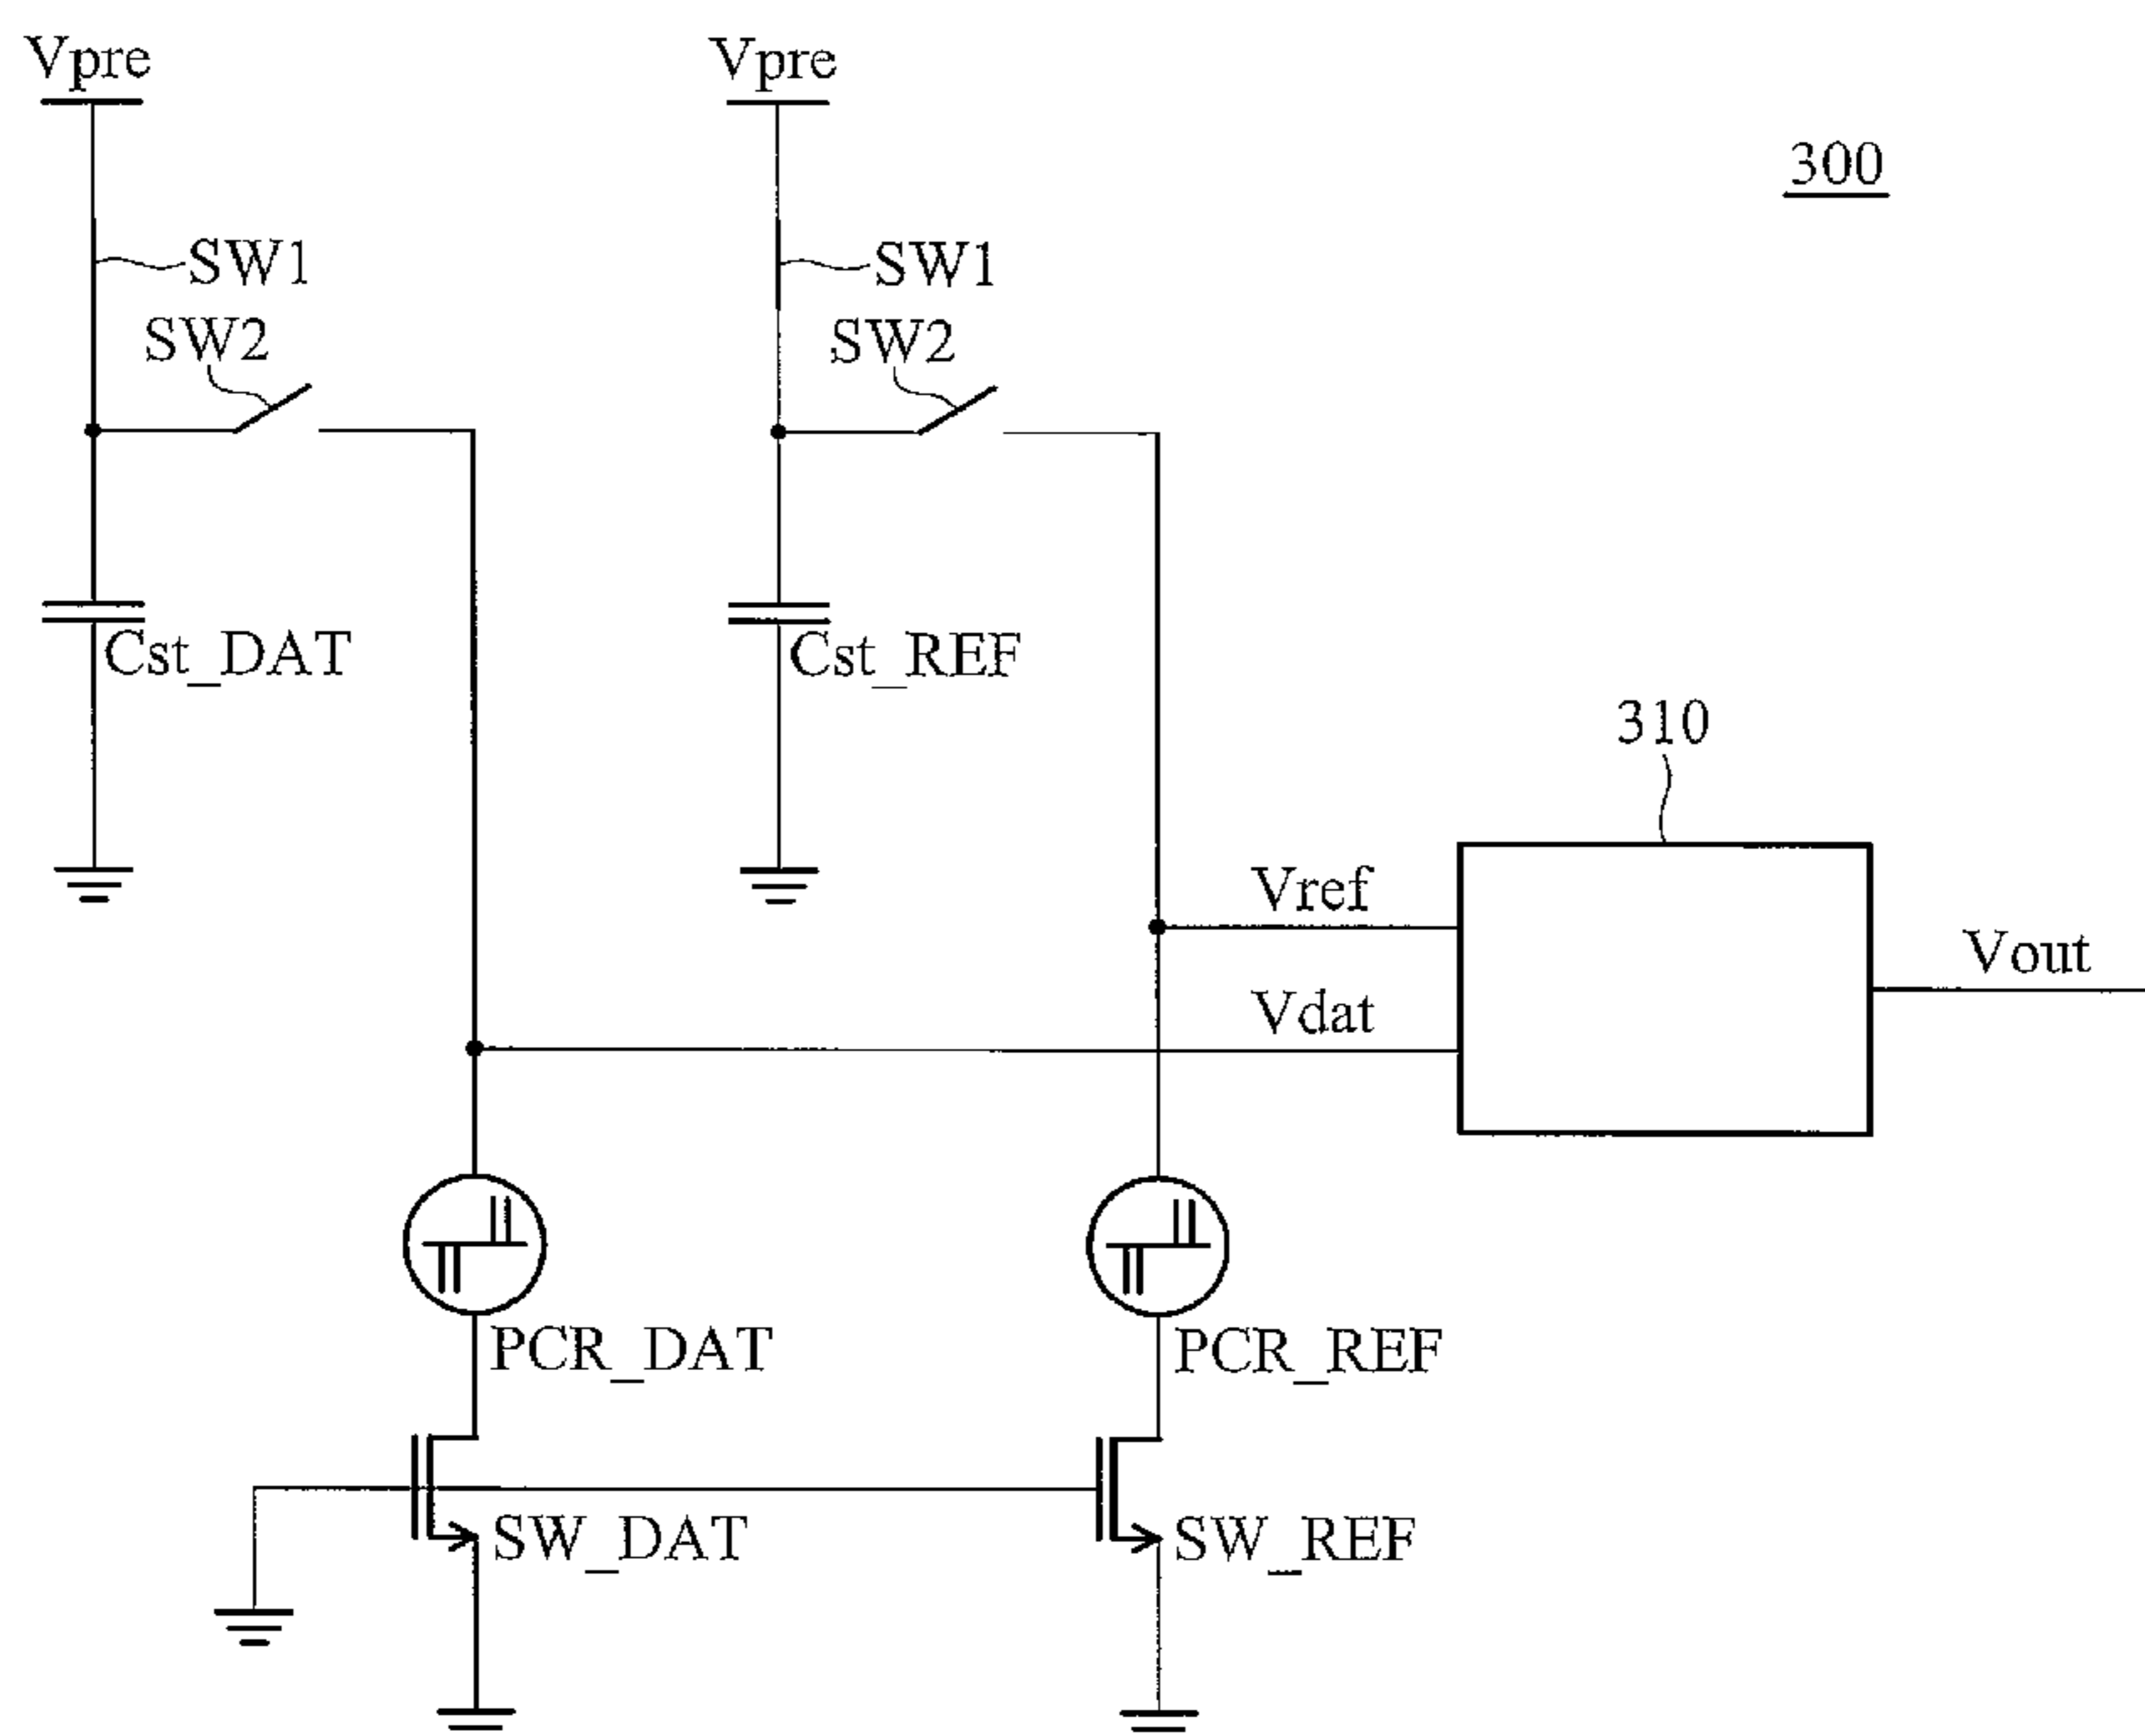 Vpre
Vpre
300
SW1
SW1
SW2
SW2
Cst_DAT
Cst_REF
310
Vref
Vout
Vdat
PCR_DAT
PCR_REF
SW_DAT
SW_REF